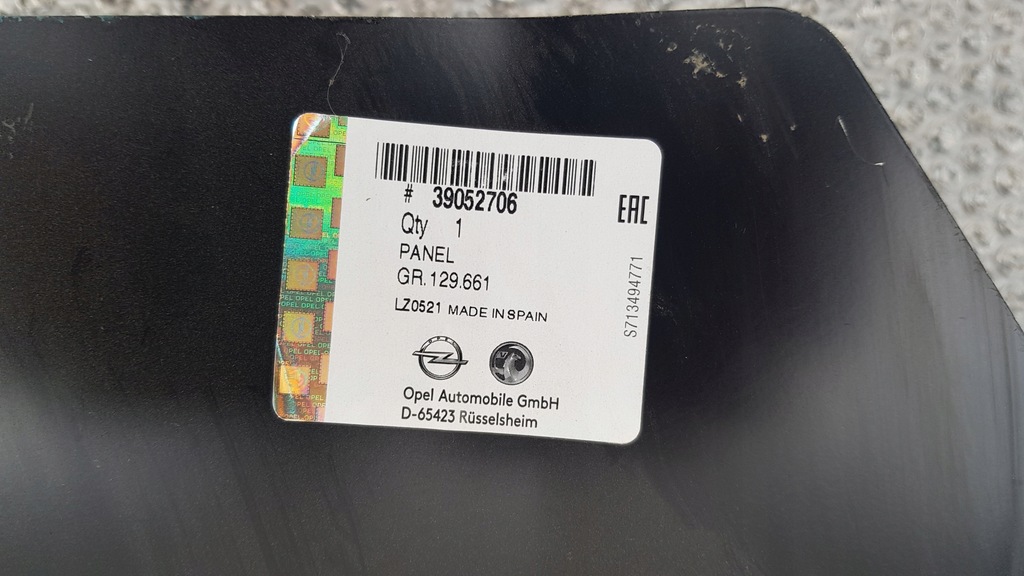 # 39052706
EAC
Qty 1
PANEL
GR.129.661
LZ0521 MADE IN SPAIN
S713494771
Opel Automobile GmbH
D-65423 Rüsselsheim